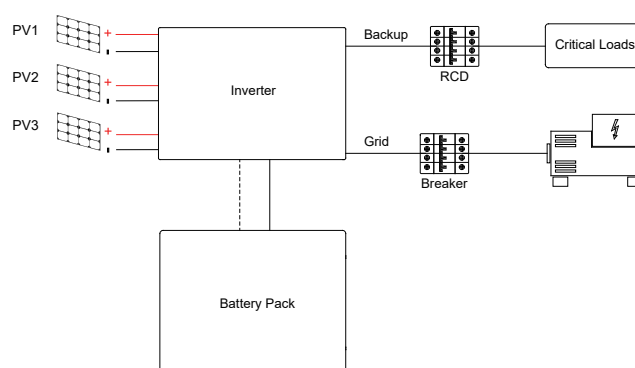 PV1
+
-
PV2
+
-
PV3
+
-
Inverter
Backup
RCD
Critical Loads
Grid
Breaker
Battery Pack